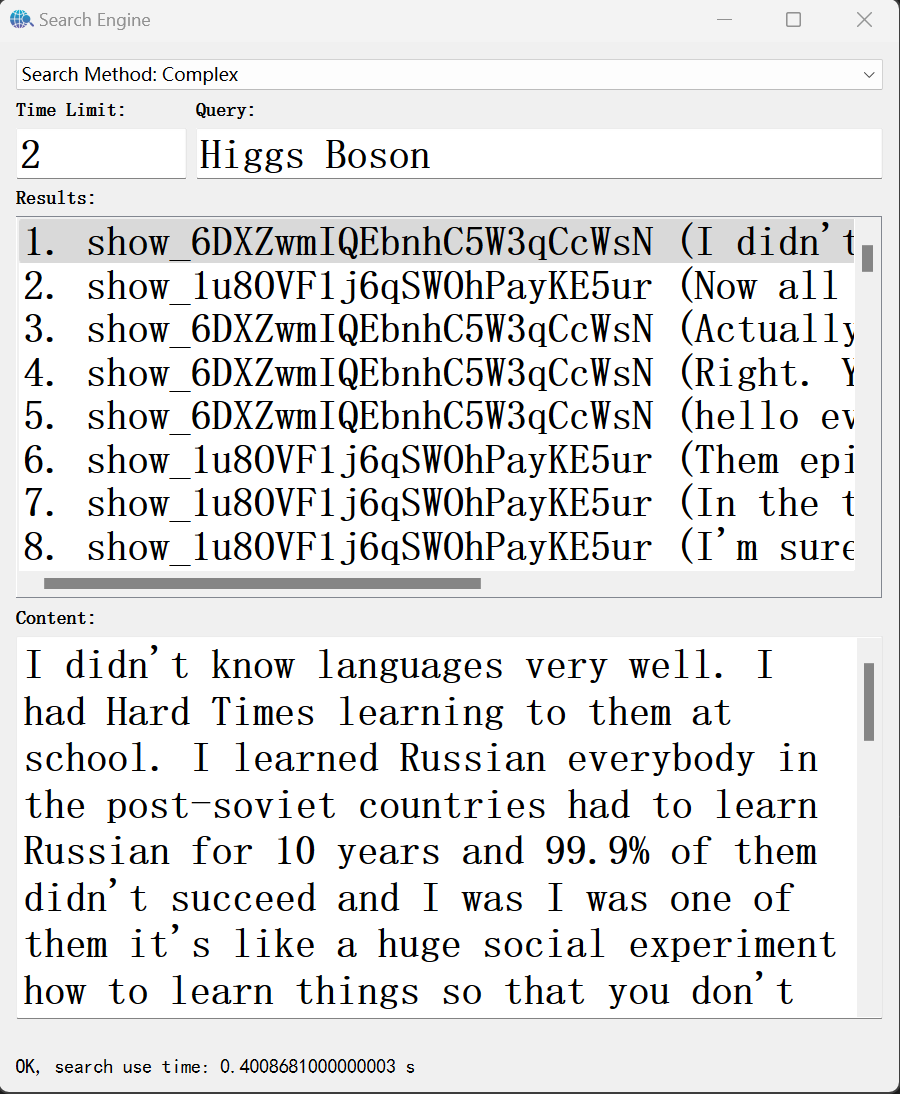 Search Engine
Search Method: Complex
Time Limit: Query:
2 Higgs Boson
Results:
1. show_6DXZwmIQEbnhC5W3qCcWsN (I didn't
2. show_1u8OVF1j6qSWOhPayKE5ur (Now all
3. show_6DXZwmIQEbnhC5W3qCcWsN (Actually
4. show_6DXZwmIQEbnhC5W3qCcWsN (Right. Y
5. show_6DXZwmIQEbnhC5W3qCcWsN (hello ev
6. show_1u8OVF1j6qSWOhPayKE5ur (Them epi
7. show_1u8OVF1j6qSWOhPayKE5ur (In the t
8. show_1u8OVF1j6qSWOhPayKE5ur (I'm sure
Content:
I didn't know languages very well. I
had Hard Times learning to them at
school. I learned Russian everybody in
the post-soviet countries had to learn
Russian for 10 years and 99.9% of them
didn't succeed and I was I was one of
them it's like a huge social experiment
how to learn things so that you don't
OK, search use time: 0.4008681000000003 s